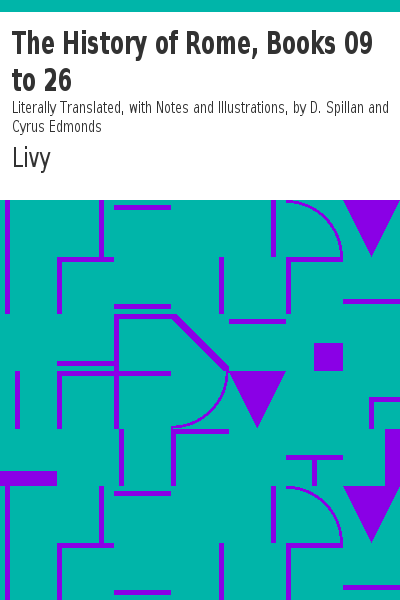 The History of Rome, Books 09
to 26
Literally Translated, with Notes and Illustrations, by D. Spillan and
Cyrus Edmonds
Livy